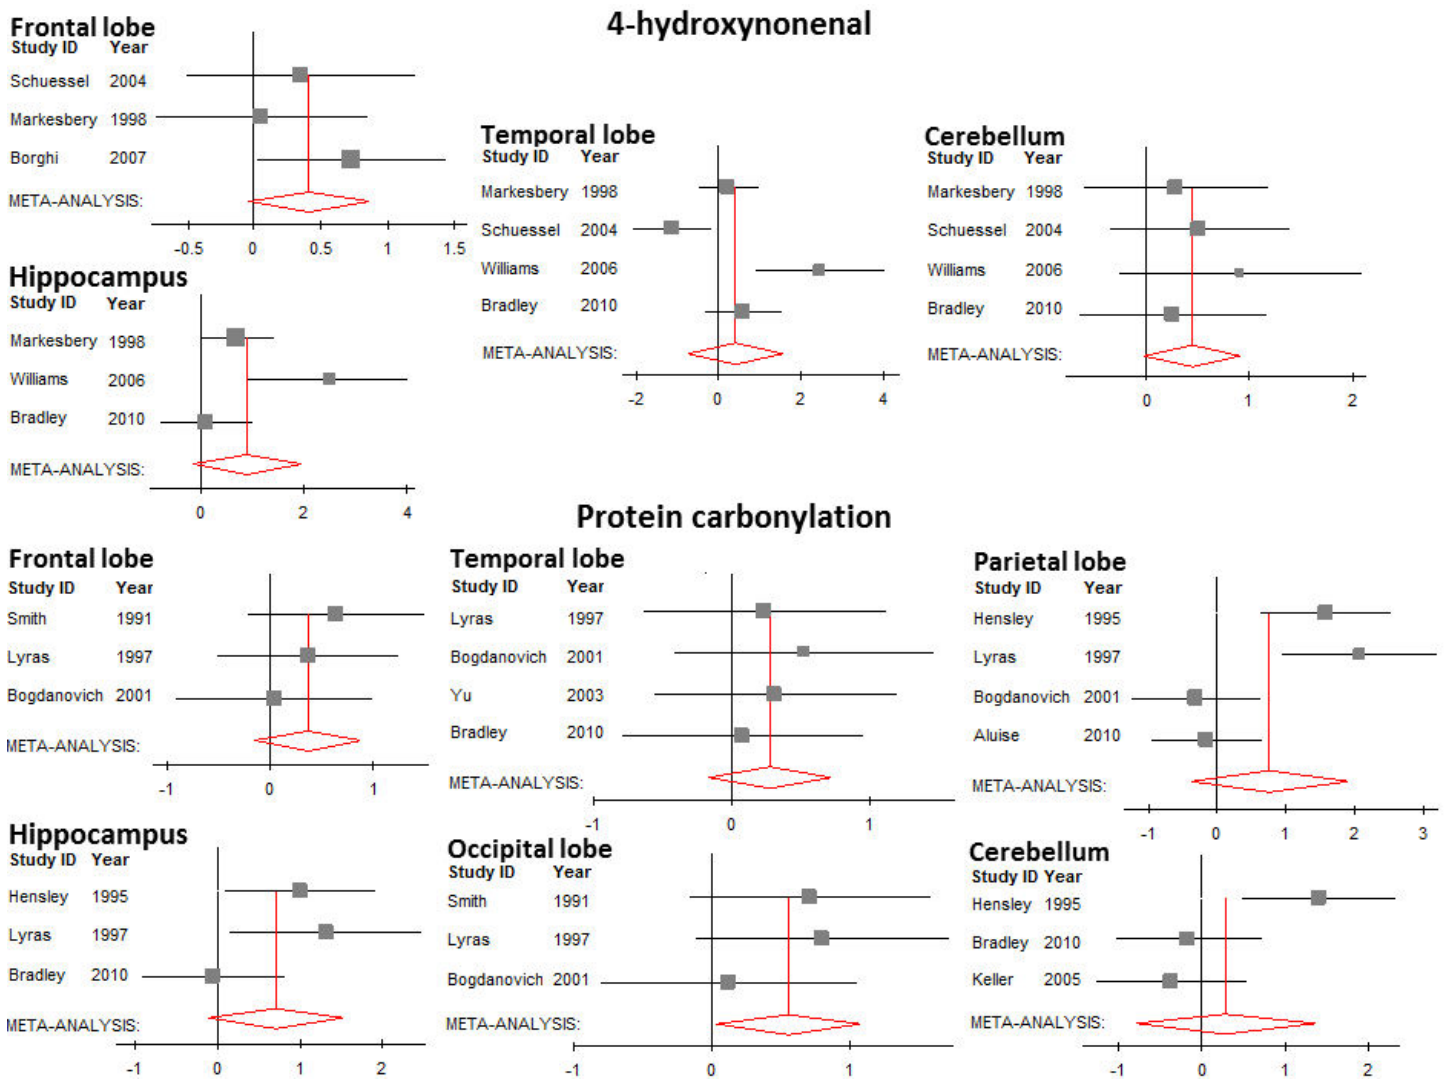 4-hydroxynonenal
Frontal lobe
Study ID Year
Schuessel 2004
Markesbery 1998
Borghi 2007
META-ANALYSIS:
-0.5 0 0.5 1 1.5
Temporal lobe
Study ID Year
Markesbery 1998
Schuessel 2004
Williams 2006
Bradley 2010
META-ANALYSIS:
-2 0 2 4
Cerebellum
Study ID Year
Markesbery 1998
Schuessel 2004
Williams 2006
Bradley 2010
META-ANALYSIS:
0 1 2
Hippocampus
Study ID Year
Markesbery 1998
Williams 2006
Bradley 2010
META-ANALYSIS:
0 2 4
Protein carbonylation
Frontal lobe
Study ID Year
Smith 1991
Lyras 1997
Bogdanovich 2001
META-ANALYSIS:
-1 0 1
Temporal lobe
Study ID Year
Lyras 1997
Bogdanovich 2001
Yu 2003
Bradley 2010
META-ANALYSIS:
-1 0 1
Parietal lobe
Study ID Year
Hensley 1995
Lyras 1997
Bogdanovich 2001
Aluise 2010
META-ANALYSIS:
-1 0 1 2 3
Hippocampus
Study ID Year
Hensley 1995
Lyras 1997
Bradley 2010
META-ANALYSIS:
-1 0 1 2
Occipital lobe
Study ID Year
Smith 1991
Lyras 1997
Bogdanovich 2001
META-ANALYSIS:
-1 0 1
Cerebellum
Study ID Year
Hensley 1995
Bradley 2010
Keller 2005
META-ANALYSIS:
-1 0 1 2